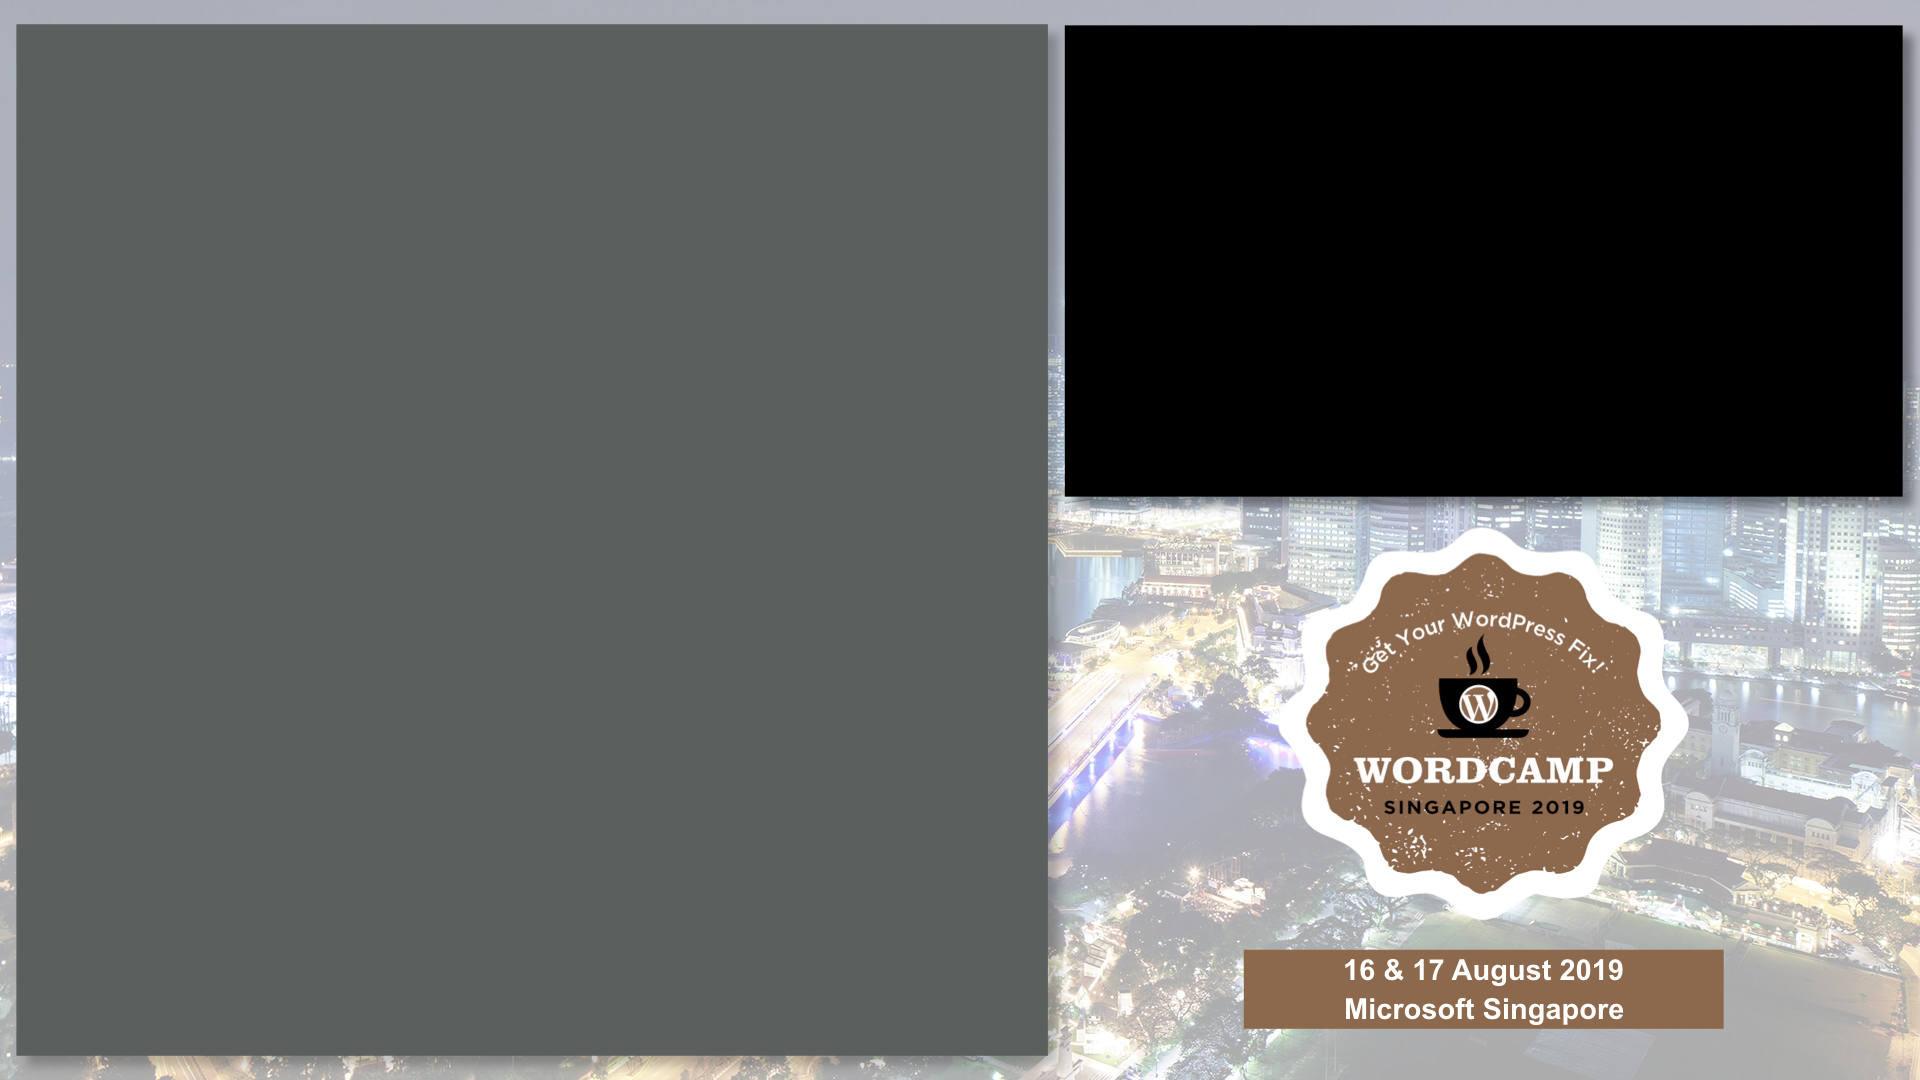 Get Your WordPress Fix!
W
WORDCAMP
SINGAPORE 2019
16 & 17 August 2019
Microsoft Singapore